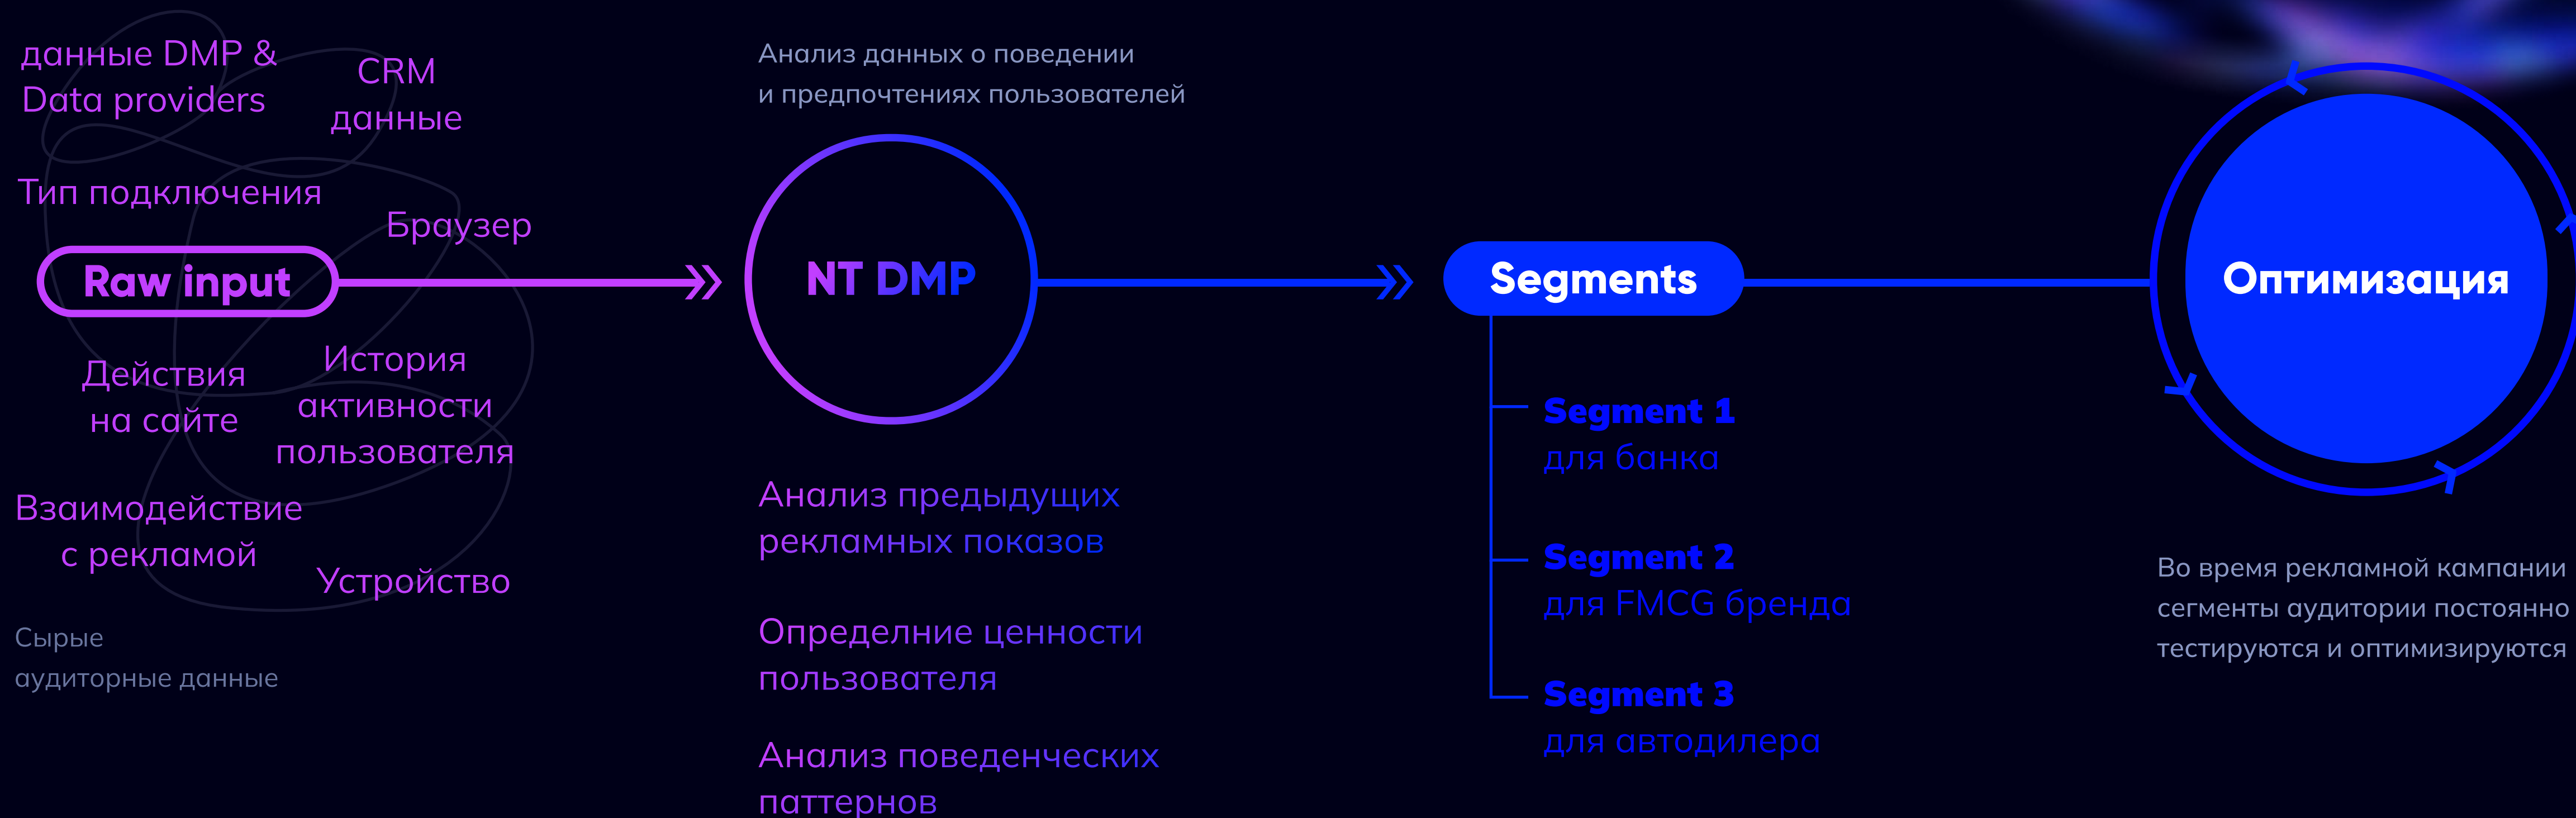 данные DMP &
Data providers
CRM
данные
Тип подключения
Браузер
Raw input
Действия
на сайте
История
активности
пользователя
Взаимодействие
с рекламой
Устройство
Сырые
аудиторные данные
Анализ данных о поведении
и предпочтениях пользователей
NT DMP
Анализ предыдущих
рекламных показов
Определние ценности
пользователя
Анализ поведенческих
паттернов
Segments
Segment 1
для банка
Segment 2
для FMCG бренда
Segment 3
для автодилера
Оптимизация
Во время рекламной кампании
сегменты аудитории постоянно
тестируются и оптимизируются